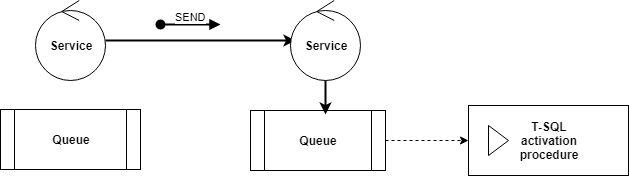 SEND
Service
Service
Queue
Queue
T-SQL
activation
procedure